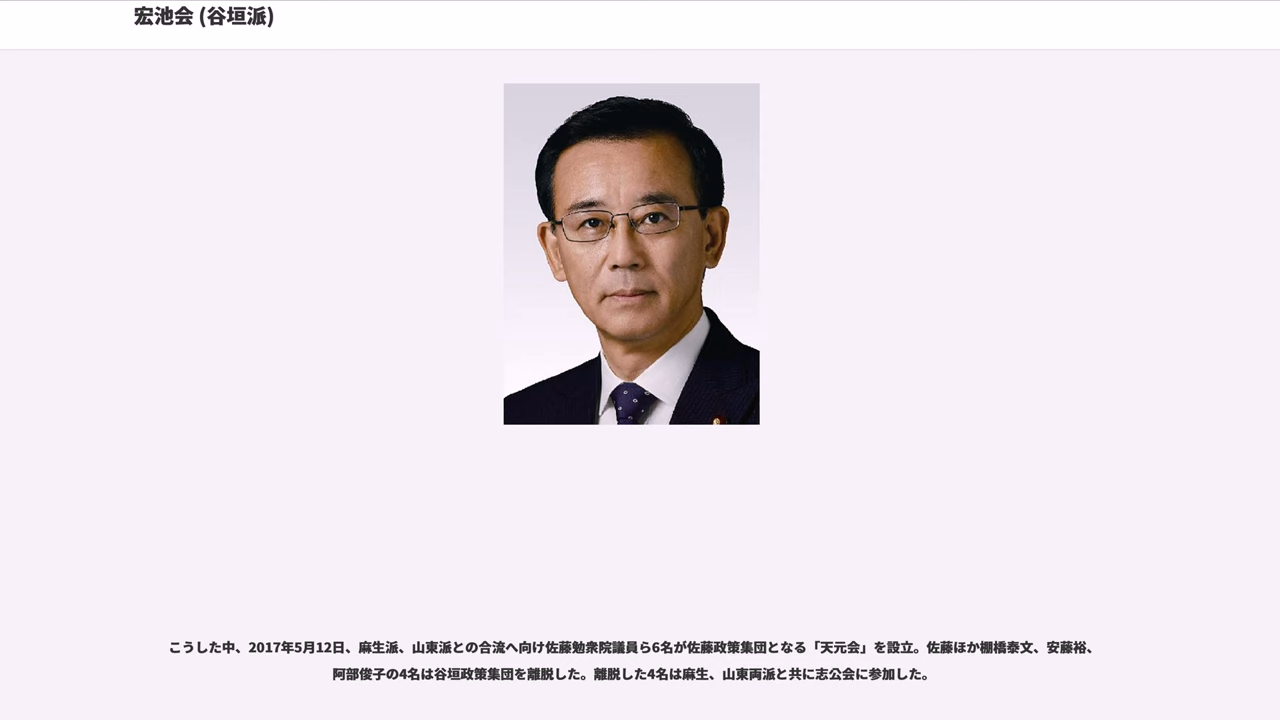 宏池会 (谷垣派)
こうした中、2017年5月12日、麻生派、山東派との合流へ向け佐藤勉衆院議員ら6名が佐藤政策集団となる「天元会」を設立。佐藤ほか棚橋泰文、安藤裕、
阿部俊子の4名は谷垣政策集団を離脱した。離脱した4名は麻生、山東両派と共に志公会に参加した。